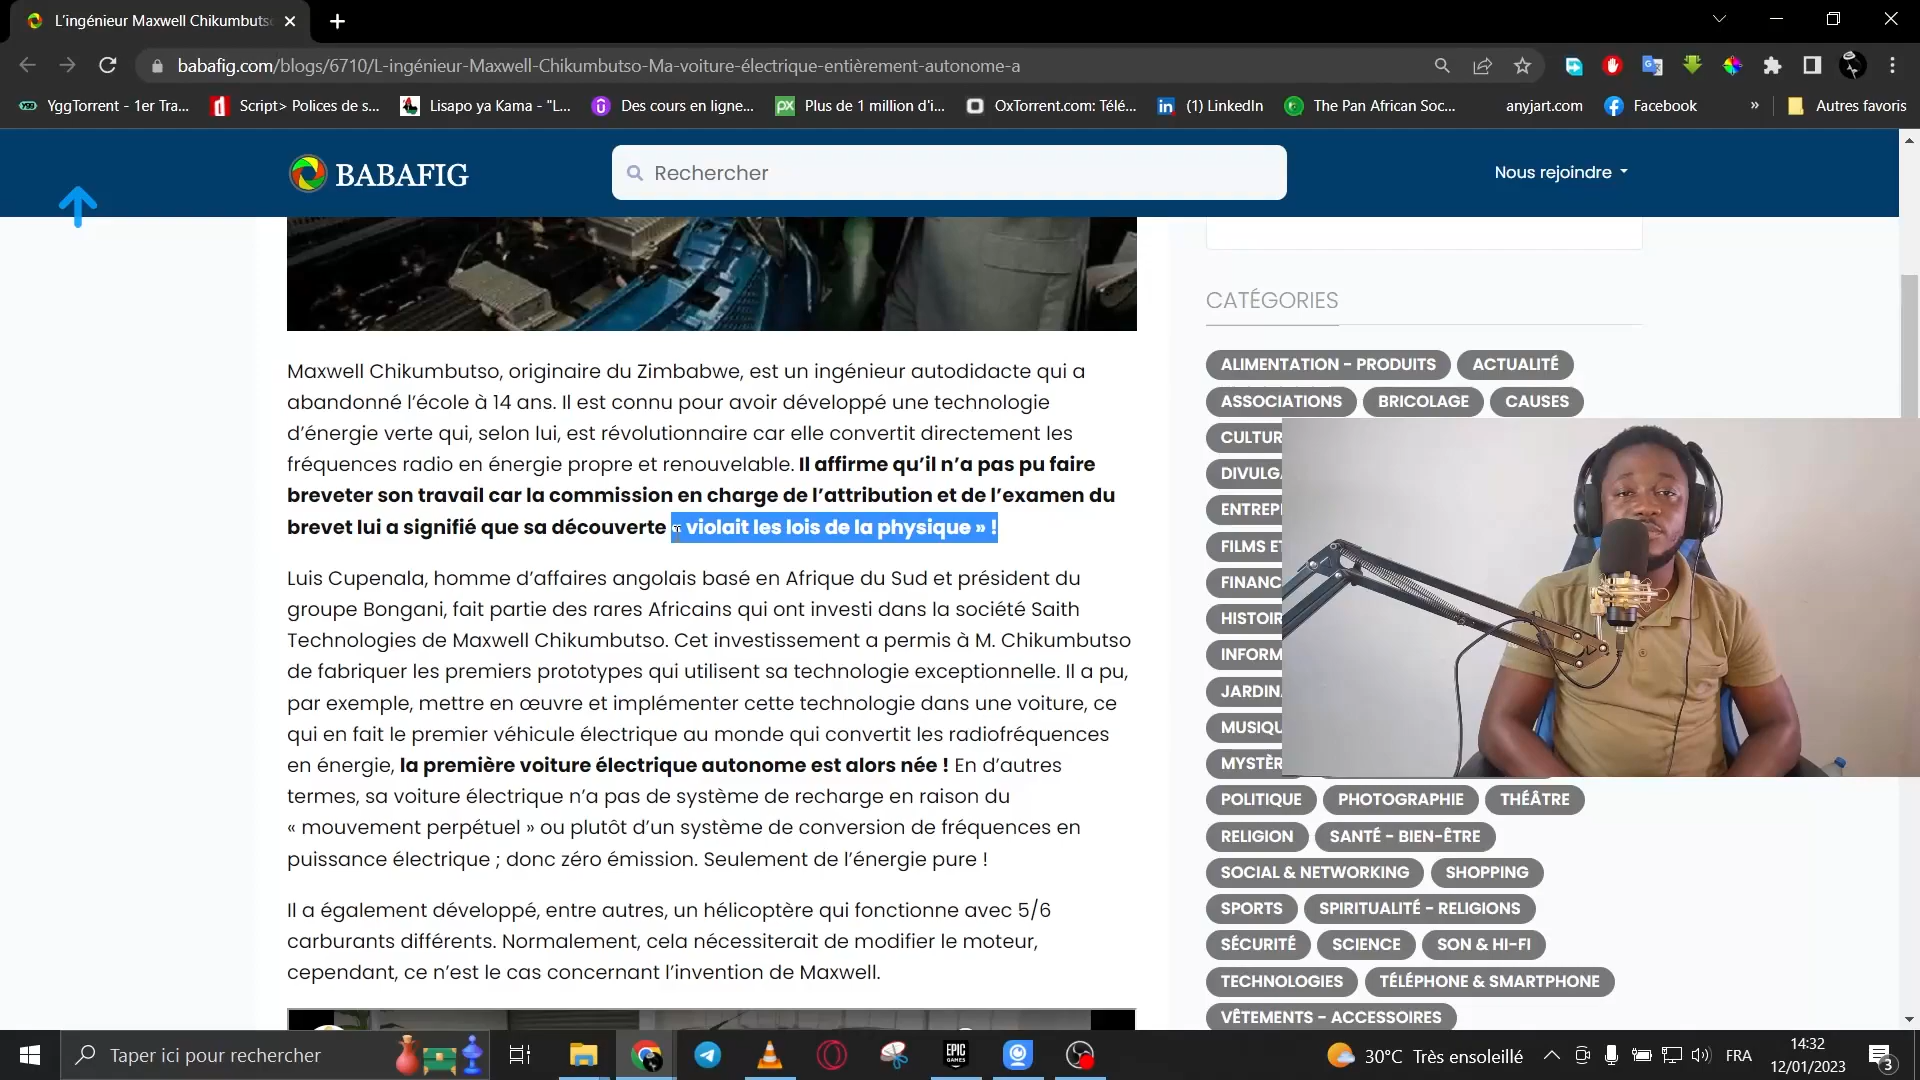 L'ingénieur Maxwell Chikumbuts
babafig.com/blogs/6710/L-ingénieur-Maxwell-Chikumbutso-Ma-voiture-électrique-entièrement-autonome-a
YggTorrent - 1er Tra...
Script> Polices de s...
Lisapo ya Kama - "L...
Des cours en ligne...
Plus de 1 million d'i...
OxTorrent.com: Télé...
(1) LinkedIn
The Pan African Soc...
anyjart.com
Facebook
»
Autres favoris
BABAFIG
Rechercher
Nous rejoindre
Maxwell Chikumbutso, originaire du Zimbabwe, est un ingénieur autodidacte qui a
abandonné l'école à 14 ans. Il est connu pour avoir développé une technologie
d'énergie verte qui, selon lui, est révolutionnaire car elle convertit directement les
fréquences radio en énergie propre et renouvelable. Il affirme qu'il n'a pas pu faire
breveter son travail car la commission en charge de l'attribution et de l'examen du
brevet lui a signifié que sa découverte « violait les lois de la physique » !
Luis Cupenala, homme d'affaires angolais basé en Afrique du Sud et président du
groupe Bongani, fait partie des rares Africains qui ont investi dans la société Saith
Technologies de Maxwell Chikumbutso. Cet investissement a permis à M. Chikumbutso
de fabriquer les premiers prototypes qui utilisent sa technologie exceptionnelle. Il a pu,
par exemple, mettre en œuvre et implémenter cette technologie dans une voiture, ce
qui en fait le premier véhicule électrique au monde qui convertit les radiofréquences
en énergie, la première voiture électrique autonome est alors née ! En d'autres
termes, sa voiture électrique n'a pas de système de recharge en raison du
« mouvement perpétuel » ou plutôt d'un système de conversion de fréquences en
puissance électrique ; donc zéro émission. Seulement de l'énergie pure !
Il a également développé, entre autres, un hélicoptère qui fonctionne avec 5/6
carburants différents. Normalement, cela nécessiterait de modifier le moteur,
cependant, ce n'est le cas concernant l'invention de Maxwell.
CATÉGORIES
ALIMENTATION - PRODUITS ACTUALITÉ
ASSOCIATIONS BRICOLAGE CAUSES
CULTUR
DIVULG
ENTREP
FILMS ET
FINANC
HISTOIR
INFORM
JARDIN
MUSIQU
MYSTÈR
POLITIQUE PHOTOGRAPHIE THÉÂTRE
RELIGION SANTÉ - BIEN-ÊTRE
SOCIAL & NETWORKING SHOPPING
SPORTS SPIRITUALITÉ - RELIGIONS
SÉCURITÉ SCIENCE SON & HI-FI
TECHNOLOGIES TÉLÉPHONE & SMARTPHONE
VÊTEMENTS - ACCESSOIRES
Taper ici pour rechercher
EPIC GAMES
30°C Très ensoleillé
FRA
14:32
12/01/2023
3